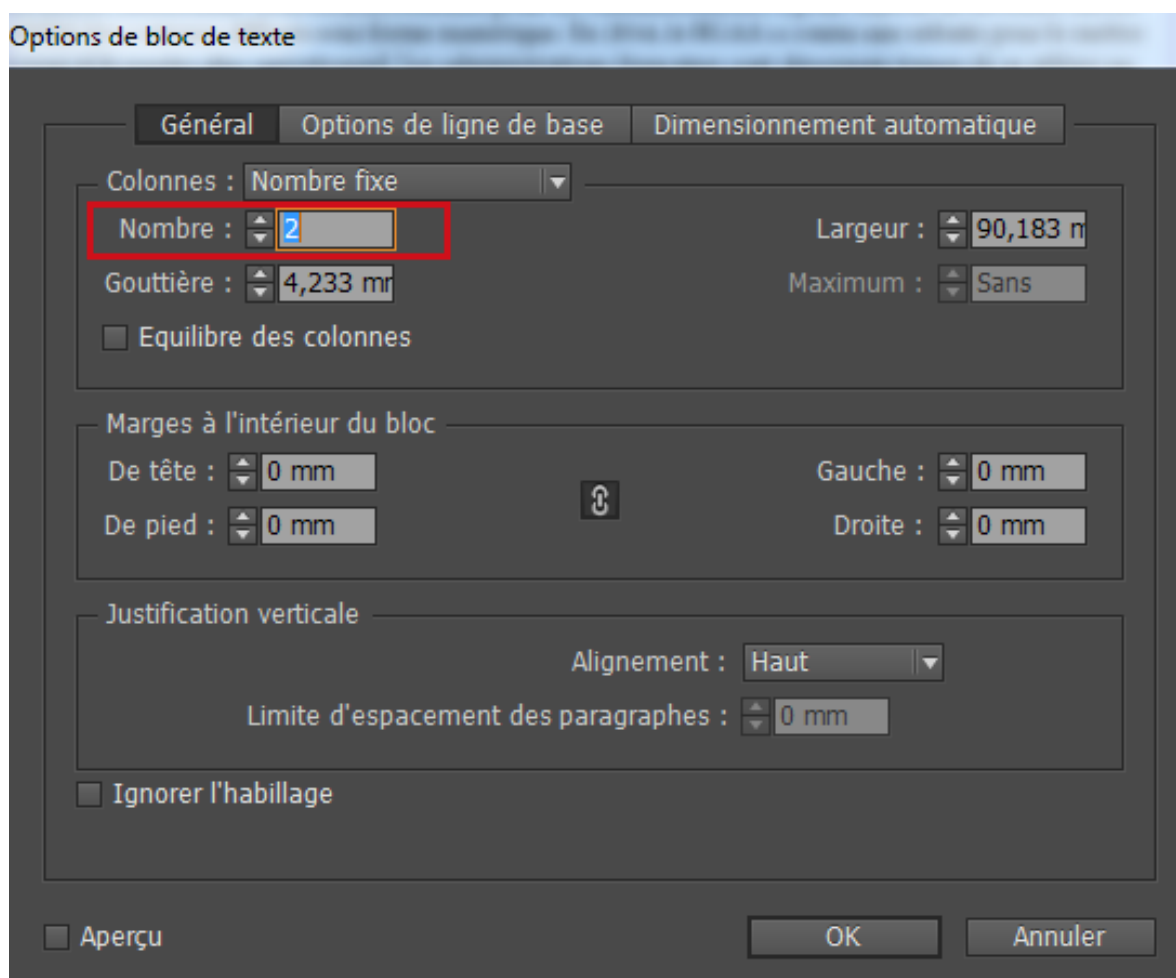 Options de bloc de texte
Général Options de ligne de base Dimensionnement automatique
Colonnes : Nombre fixe
Nombre : 2 Largeur : 90,183 m
Gouttière : 4,233 mm Maximum : Sans
Equilibre des colonnes
Marges à l'intérieur du bloc
De tête : 0 mm Gauche : 0 mm
De pied : 0 mm Droite : 0 mm
Justification verticale
Alignement : Haut
Limite d'espacement des paragraphes : 0 mm
Ignorer l'habillage
Aperçu OK Annuler